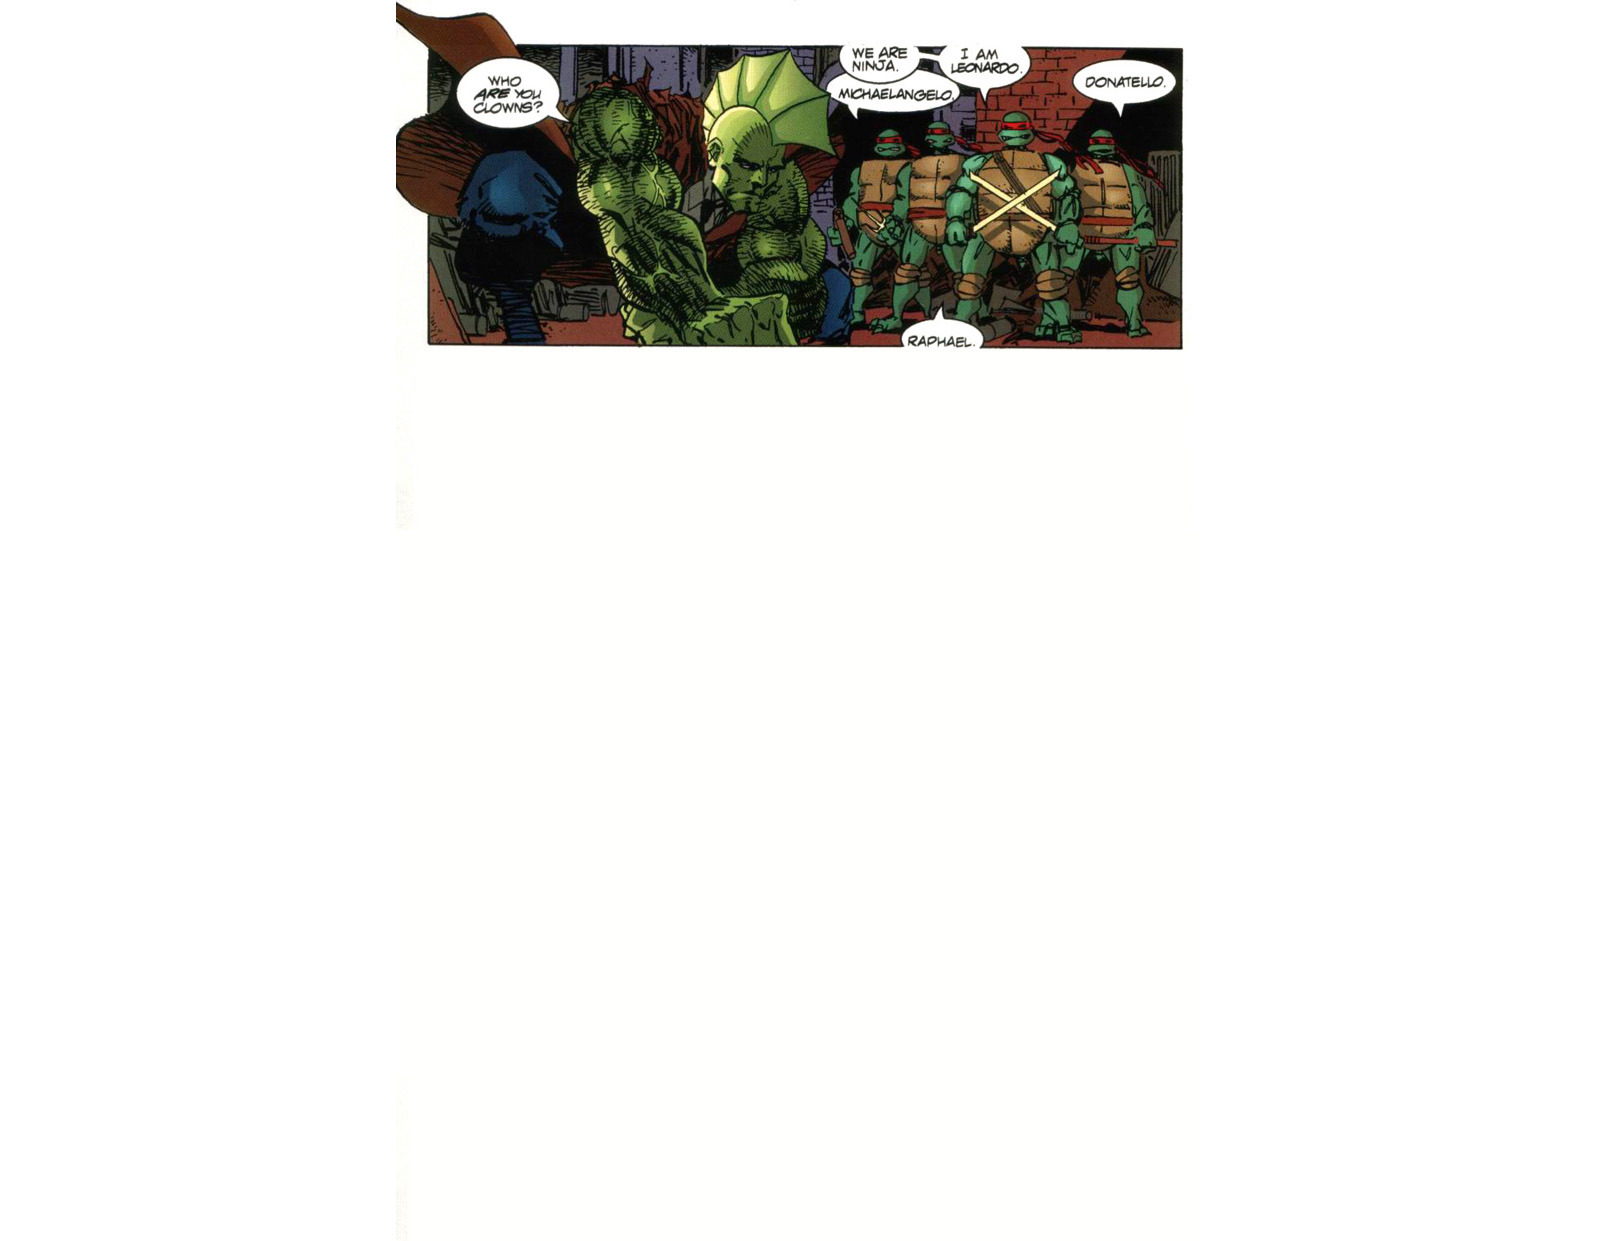 WHO
ARE YOU
CLOWNS?
WE ARE
NINJA.
I AM
LEONARDO.
MICHAELANGELO.
DONATELLO.
RAPHAEL.